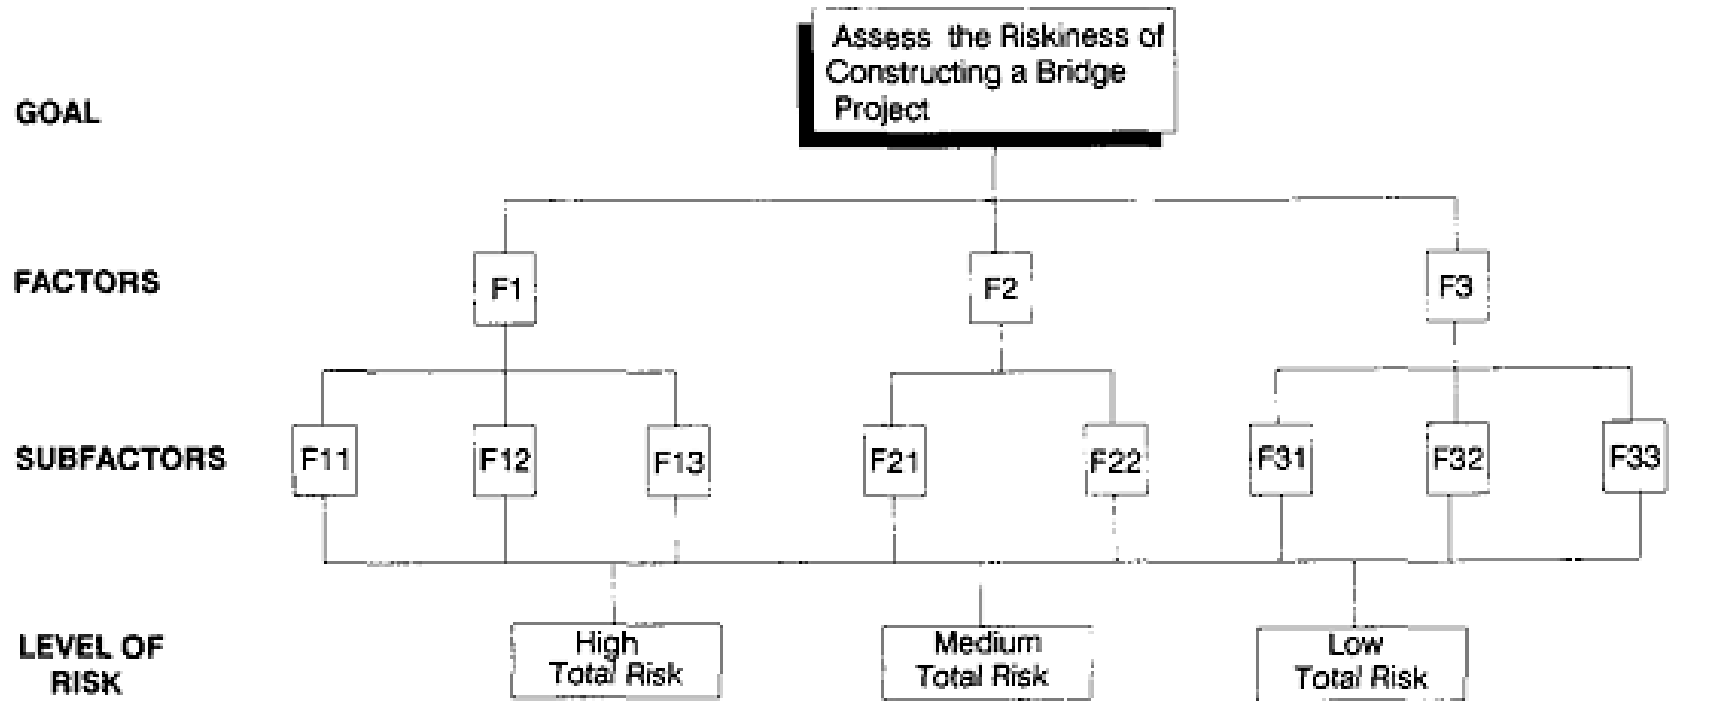 Assess the Riskiness of
Constructing a Bridge
Project
GOAL
FACTORS
F1
F2
F3
SUBFACTORS
F11
F12
F13
F21
F22
F31
F32
F33
LEVEL OF
RISK
High
Total Risk
Medium
Total Risk
Low
Total Risk